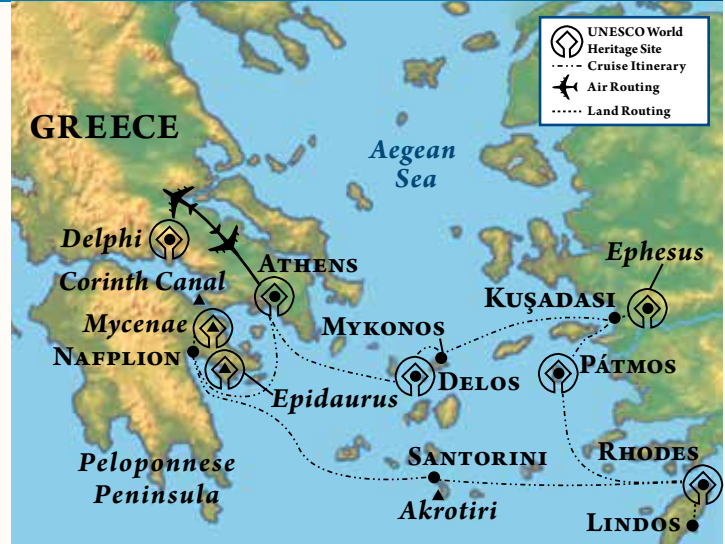 UNESCO World
Heritage Site
Cruise Itinerary
Air Routing
Land Routing
GREECE
Aegean
Sea
Delphi
Ephesus
ATHENS
Corinth Canal
KUŞADASI
Mycenae
MYKONOS
NAFPLION
PÁTMOS
DELOS
Epidaurus
SANTORINI
RHODES
Peloponnese
Peninsula
Akrotiri
LINDOS